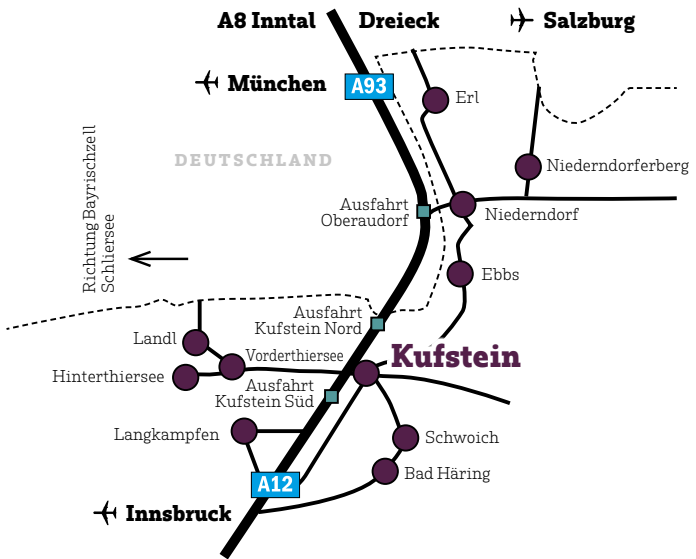 A8 Inntal Dreieck
Salzburg
München
A93
Erl
DEUTSCHLAND
Niederndorferberg
Ausfahrt
Oberaudorf
Niederndorf
Richtung Bayrischzell
Schliersee
Ebbs
Ausfahrt
Kufstein Nord
Landl
Vorderthiersee
Kufstein
Hinterthiersee
Ausfahrt
Kufstein Süd
Langkampfen
Schwoich
Bad Häring
A12
Innsbruck